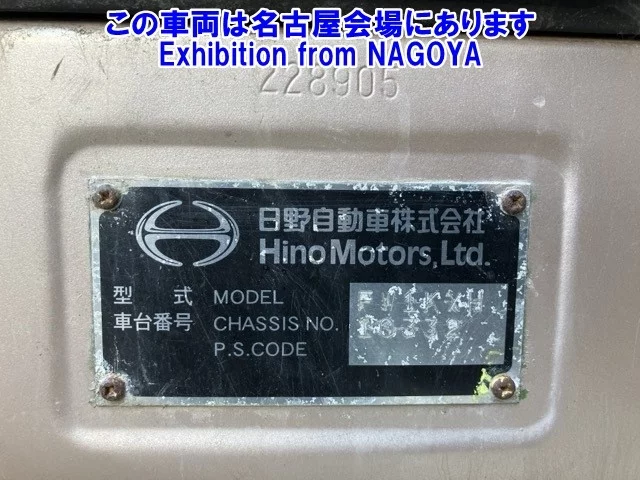 この車両は名古屋会場にあります
Exhibition from NAGOYA
228905
日野自動車株式会社
Hino Motors, Ltd.
型式 MODEL
車台番号 CHASSIS NO.
P.S.CODE